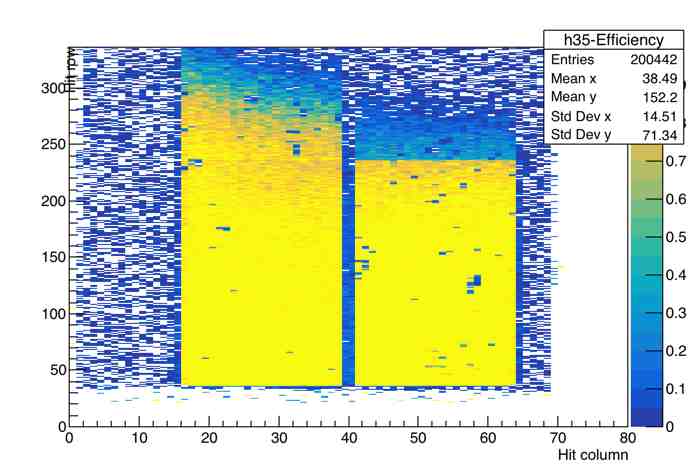 h35-Efficiency
Entries 200442
Mean x 38.49
Mean y 152.2
Std Dev x 14.51
Std Dev y 71.34
300
250
200
150
100
50
0
0 10 20 30 40 50 60 70 80
Hit column
0.7
0.6
0.5
0.4
0.3
0.2
0.1
0